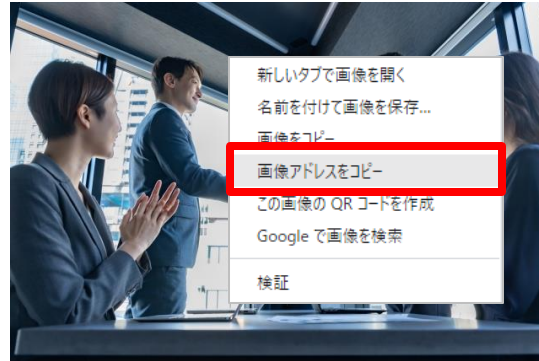 新しいタブで画像を開く
名前を付けて画像を保存...
画像をコピー
画像アドレスをコピー
この画像の QR コードを作成
Google で画像を検索
検証